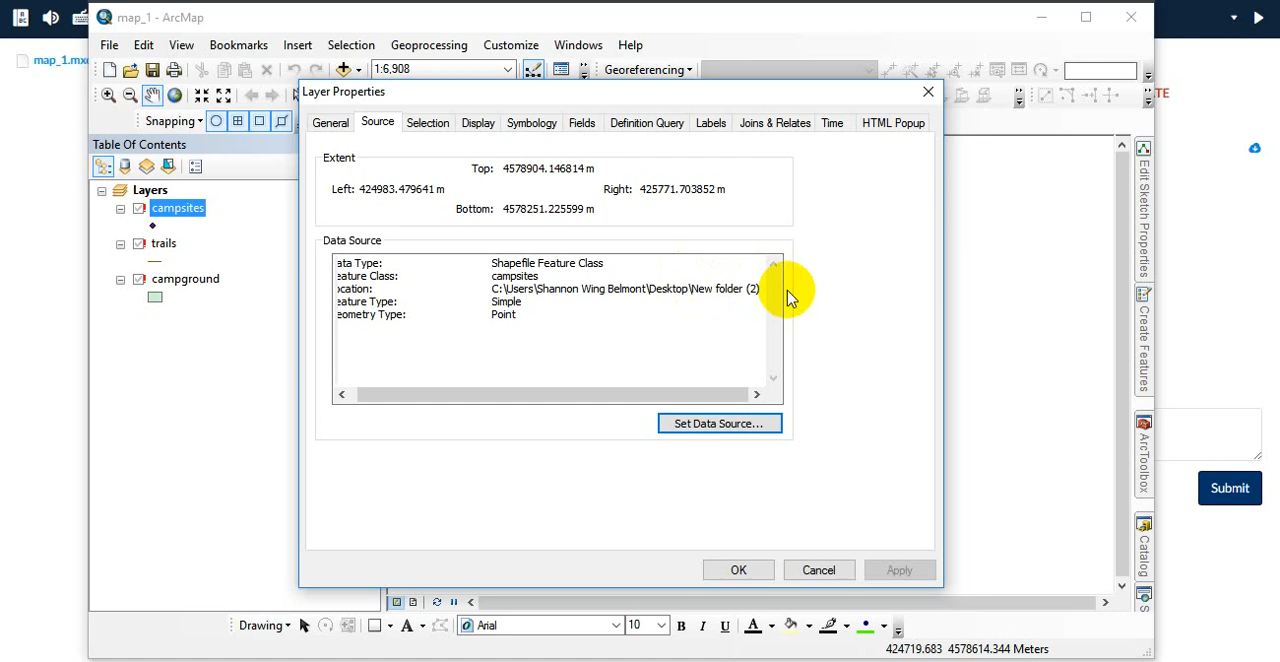 map_1 - ArcMap
map_1.mx
File Edit View Bookmarks Insert Selection Geoprocessing Customize Windows Help
1:6,908 Georeferencing
Layer Properties
Snapping
General Source Selection Display Symbology Fields Definition Query Labels Joins & Relates Time HTML Popup
TE
Table Of Contents
Layers
campsites
trails
campground
Extent
Top: 4578904.146814 m
Left: 424983.479641 m Right: 425771.703852 m
Bottom: 4578251.225599 m
Data Source
ata Type: Shapefile Feature Class
eature Class: campsites
ocation: C:\Users\Shannon Wing Belmont\Desktop\New folder (2)
eature Type: Simple
eometry Type: Point
Set Data Source...
OK Cancel Apply
Edit Sketch Properties
Create Features
ArcToolbox
Catalog
S
Submit
Drawing A Arial 10 B I U A
424719.683 4578614.344 Meters